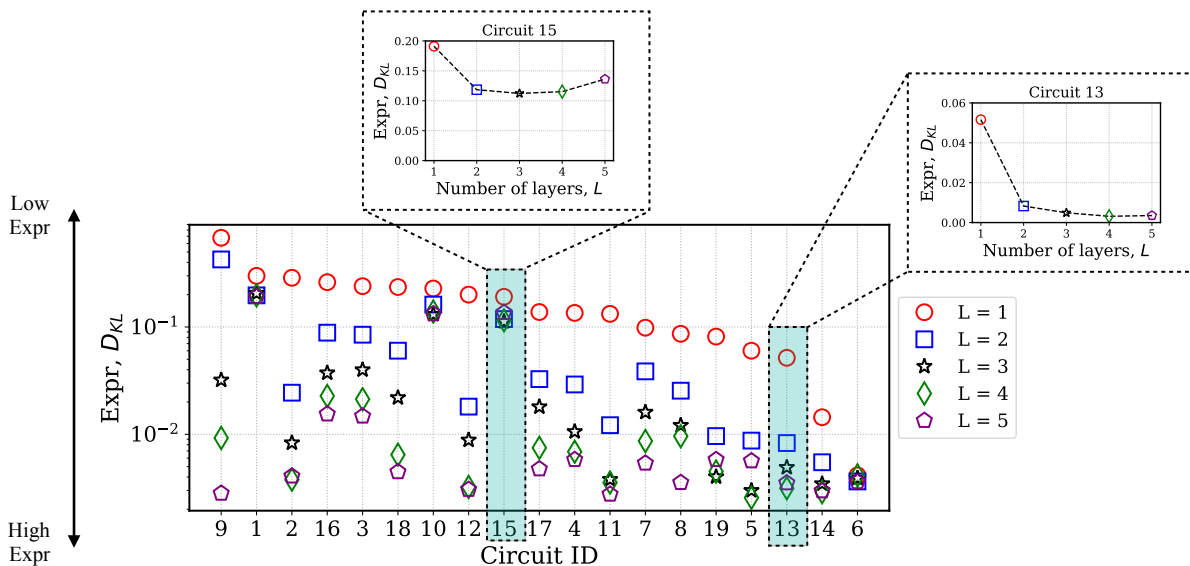 Circuit 15
Expr, D_KL
0.20
0.15
0.10
0.05
0.00
1 2 3 4 5
Number of layers, L
Circuit 13
Expr, D_KL
0.06
0.04
0.02
0.00
1 2 3 4 5
Number of layers, L
Low
Expr
High
Expr
Expr, D_KL
10⁻¹
10⁻²
9 1 2 16 3 18 10 12 15 17 4 11 7 8 19 5 13 14 6
Circuit ID
L = 1
L = 2
L = 3
L = 4
L = 5